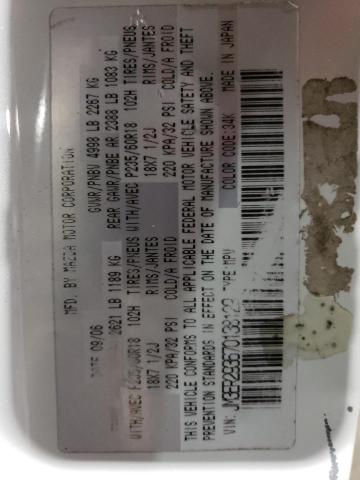 MFD. BY MAZDA MOTOR CORPORATION
DATE 09/06 GVWR/PNBV 4998 LB 2267 KG
2621 LB 1189 KG REAR GAWR/PNBE AR 2388 LB 1083 KG
WITH/AVEC P235/60R18 102H TIRES/PNEUS WITH/AVEC P235/60R18 102H TIRES/PNEUS
18X7 1/2J RIMS/JANTES 18X7 1/2J RIMS/JANTES
220 KPA/32 PSI COLD/A FROID 220 KPA/32 PSI COLD/A FROID
THIS VEHICLE CONFORMS TO ALL APPLICABLE FEDERAL MOTOR VEHICLE SAFETY AND THEFT
PREVENTION STANDARDS IN EFFECT ON THE DATE OF MANUFACTURE SHOWN ABOVE.
VIN: TYPE MPV COLOR CODE: 34K MADE IN JAPAN